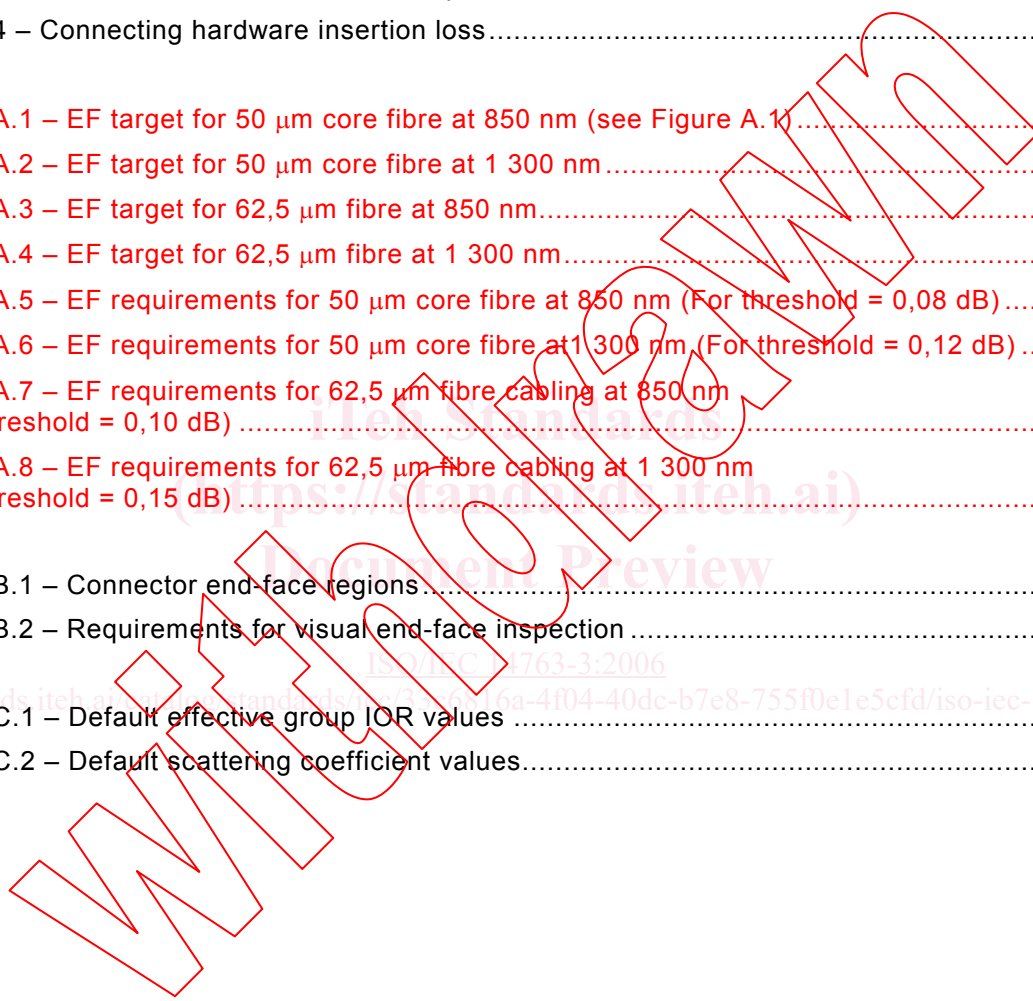 4 – Connecting hardware insertion loss
A.1 – EF target for 50 μm core fibre at 850 nm (see Figure A.1)
A.2 – EF target for 50 μm core fibre at 1 300 nm
A.3 – EF target for 62,5 μm fibre at 850 nm
A.4 – EF target for 62,5 μm fibre at 1 300 nm
A.5 – EF requirements for 50 μm core fibre at 850 nm (For threshold = 0,08 dB)
A.6 – EF requirements for 50 μm core fibre at1 300 nm (For threshold = 0,12 dB)
A.7 – EF requirements for 62,5 μm fibre cabling at 850 nm
reshold = 0,10 dB)
iTeh Standards
A.8 – EF requirements for 62,5 μm fibre cabling at 1 300 nm
reshold = 0,15 dB)
(https://standards.iteh.ai)
Document Preview
B.1 – Connector end-face regions
B.2 – Requirements for visual end-face inspection
ISO/IEC 14763-3:2006
C.1 – Default effective group IOR values
C.2 – Default scattering coefficient values
withdrawn